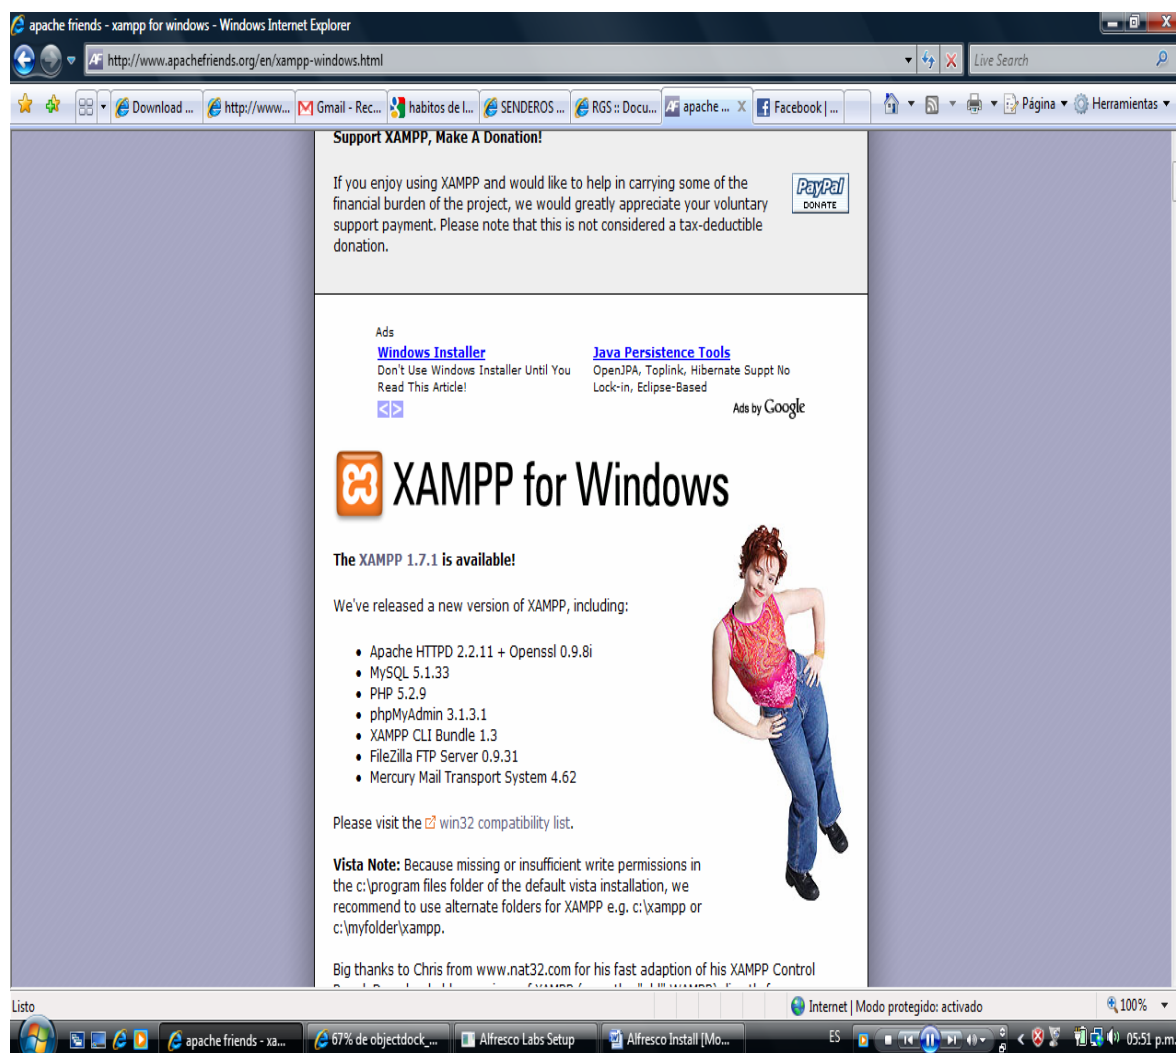 apache friends - xampp for windows - Windows Internet Explorer
http://www.apachefriends.org/en/xampp-windows.html
Live Search
Download ... http://www... Gmail - Rec... habitos de l... SENDEROS ... RGS :: Docu... apache ... X Facebook | ... Página Herramientas
Support XAMPP, Make A Donation!
If you enjoy using XAMPP and would like to help in carrying some of the
financial burden of the project, we would greatly appreciate your voluntary
support payment. Please note that this is not considered a tax-deductible
donation.
PayPal
DONATE
Ads
Windows Installer
Don't Use Windows Installer Until You
Read This Article!
Java Persistence Tools
OpenJPA, Toplink, Hibernate Suppt No
Lock-in, Eclipse-Based
Ads by Google
XAMPP for Windows
The XAMPP 1.7.1 is available!
We've released a new version of XAMPP, including:
• Apache HTTPD 2.2.11 + Openssl 0.9.8i
• MySQL 5.1.33
• PHP 5.2.9
• phpMyAdmin 3.1.3.1
• XAMPP CLI Bundle 1.3
• FileZilla FTP Server 0.9.31
• Mercury Mail Transport System 4.62
Please visit the win32 compatibility list.
Vista Note: Because missing or insufficient write permissions in
the c:\program files folder of the default vista installation, we
recommend to use alternate folders for XAMPP e.g. c:\xampp or
c:\myfolder\xampp.
Big thanks to Chris from www.nat32.com for his fast adaption of his XAMPP Control
Listo
Internet | Modo protegido: activado
100%
apache friends - xa... 67% de objectdock_... Alfresco Labs Setup Alfresco Install [Mo... ES 05:51 p.m.